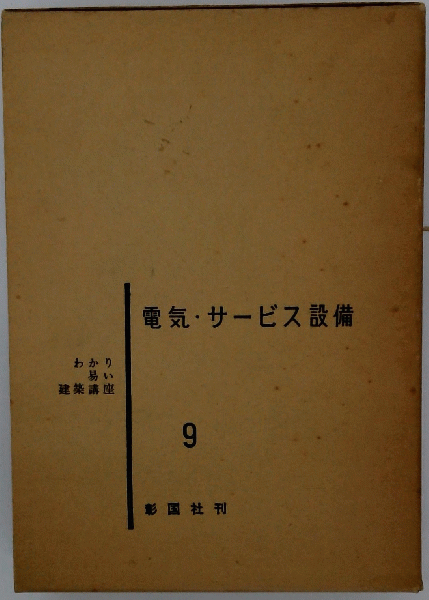 電気・サービス設備
わかり
易い
建築講座
9
彰国社刊